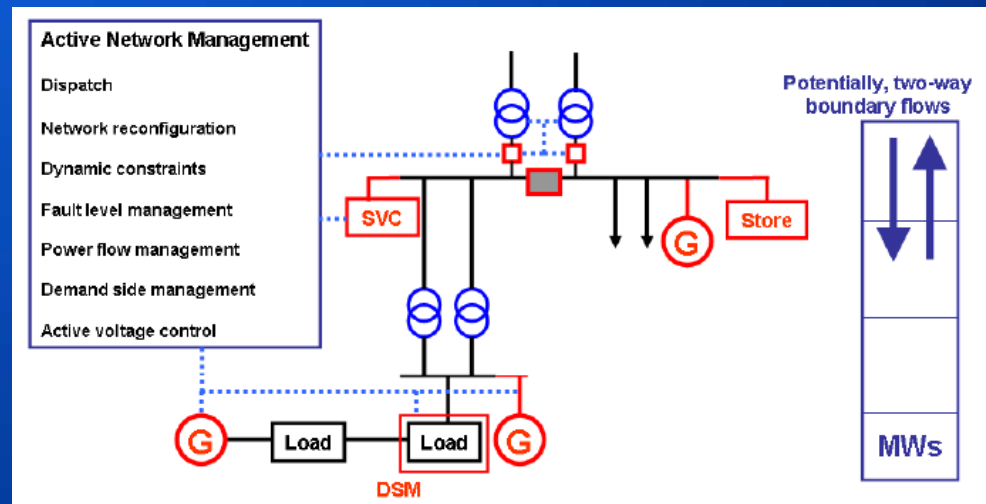 Active Network Management
Dispatch
Network reconfiguration
Dynamic constraints
Fault level management
Power flow management
Demand side management
Active voltage control
Potentially, two-way
boundary flows
SVC
G
Store
G
Load
Load
G
DSM
MWs